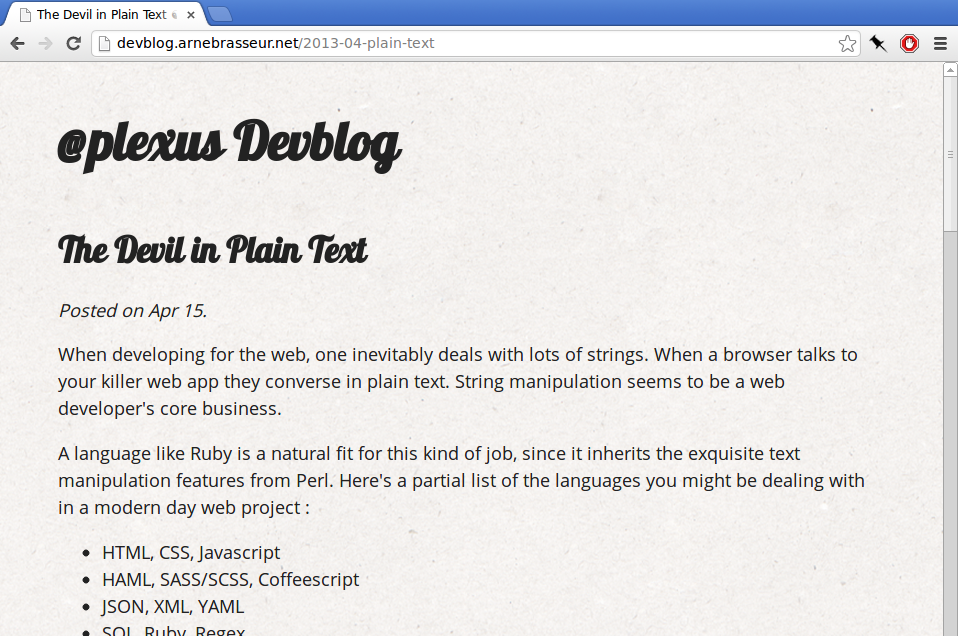 The Devil in Plain Text
devblog.arnebrasseur.net/2013-04-plain-text
@plexus Devblog
The Devil in Plain Text
Posted on Apr 15.
When developing for the web, one inevitably deals with lots of strings. When a browser talks to
your killer web app they converse in plain text. String manipulation seems to be a web
developer's core business.
A language like Ruby is a natural fit for this kind of job, since it inherits the exquisite text
manipulation features from Perl. Here's a partial list of the languages you might be dealing with
in a modern day web project :
• HTML, CSS, Javascript
• HAML, SASS/SCSS, Coffeescript
• JSON, XML, YAML
• SQL, Ruby, Regex